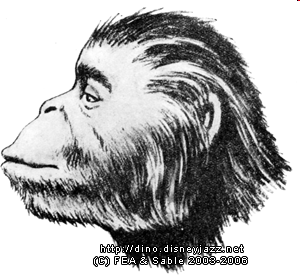 http://dino.disneyjazz.net
(C) FEA & Sable 2003-2006